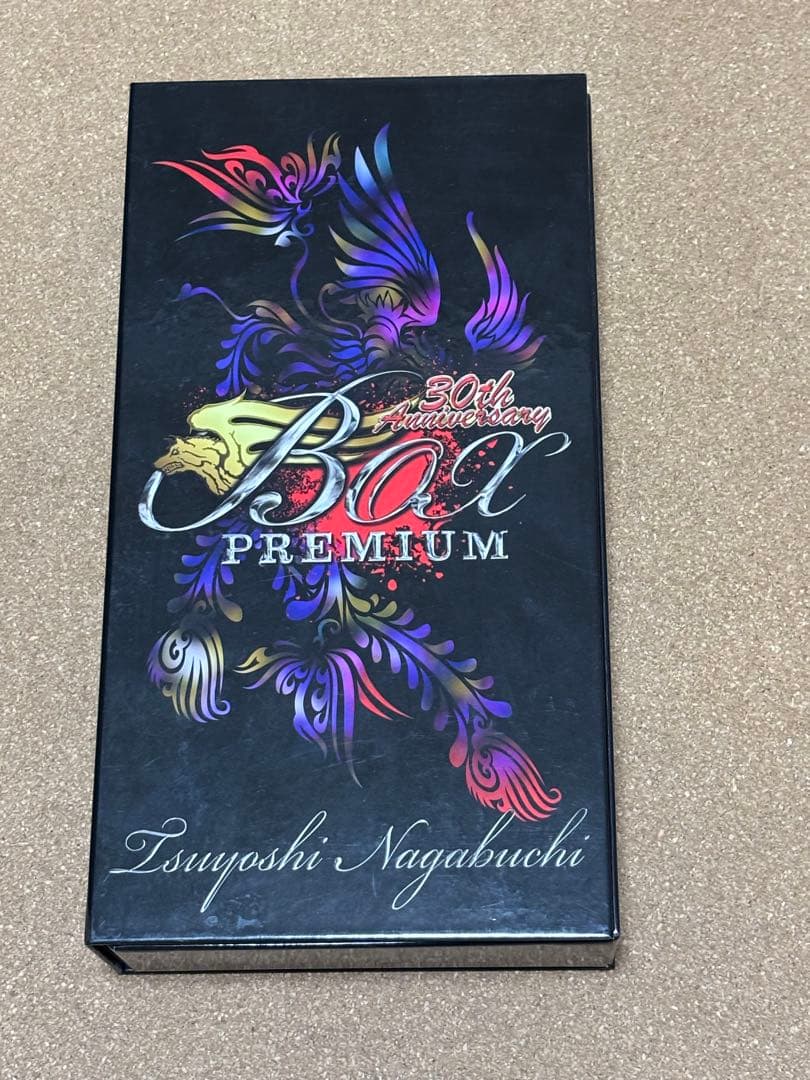 30th
Anniversary
Box
PREMIUM
Tsuyoshi Nagabuchi